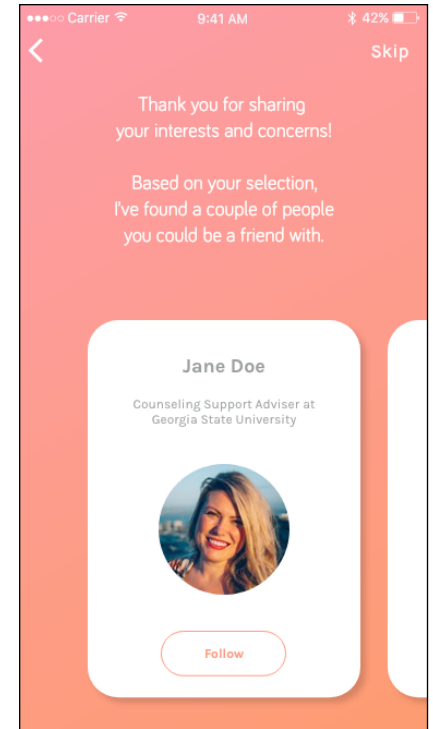 Carrier 9:41 AM 42%
Skip
Thank you for sharing
your interests and concerns!
Based on your selection,
I've found a couple of people
you could be a friend with.
Jane Doe
Counseling Support Adviser at
Georgia State University
Follow